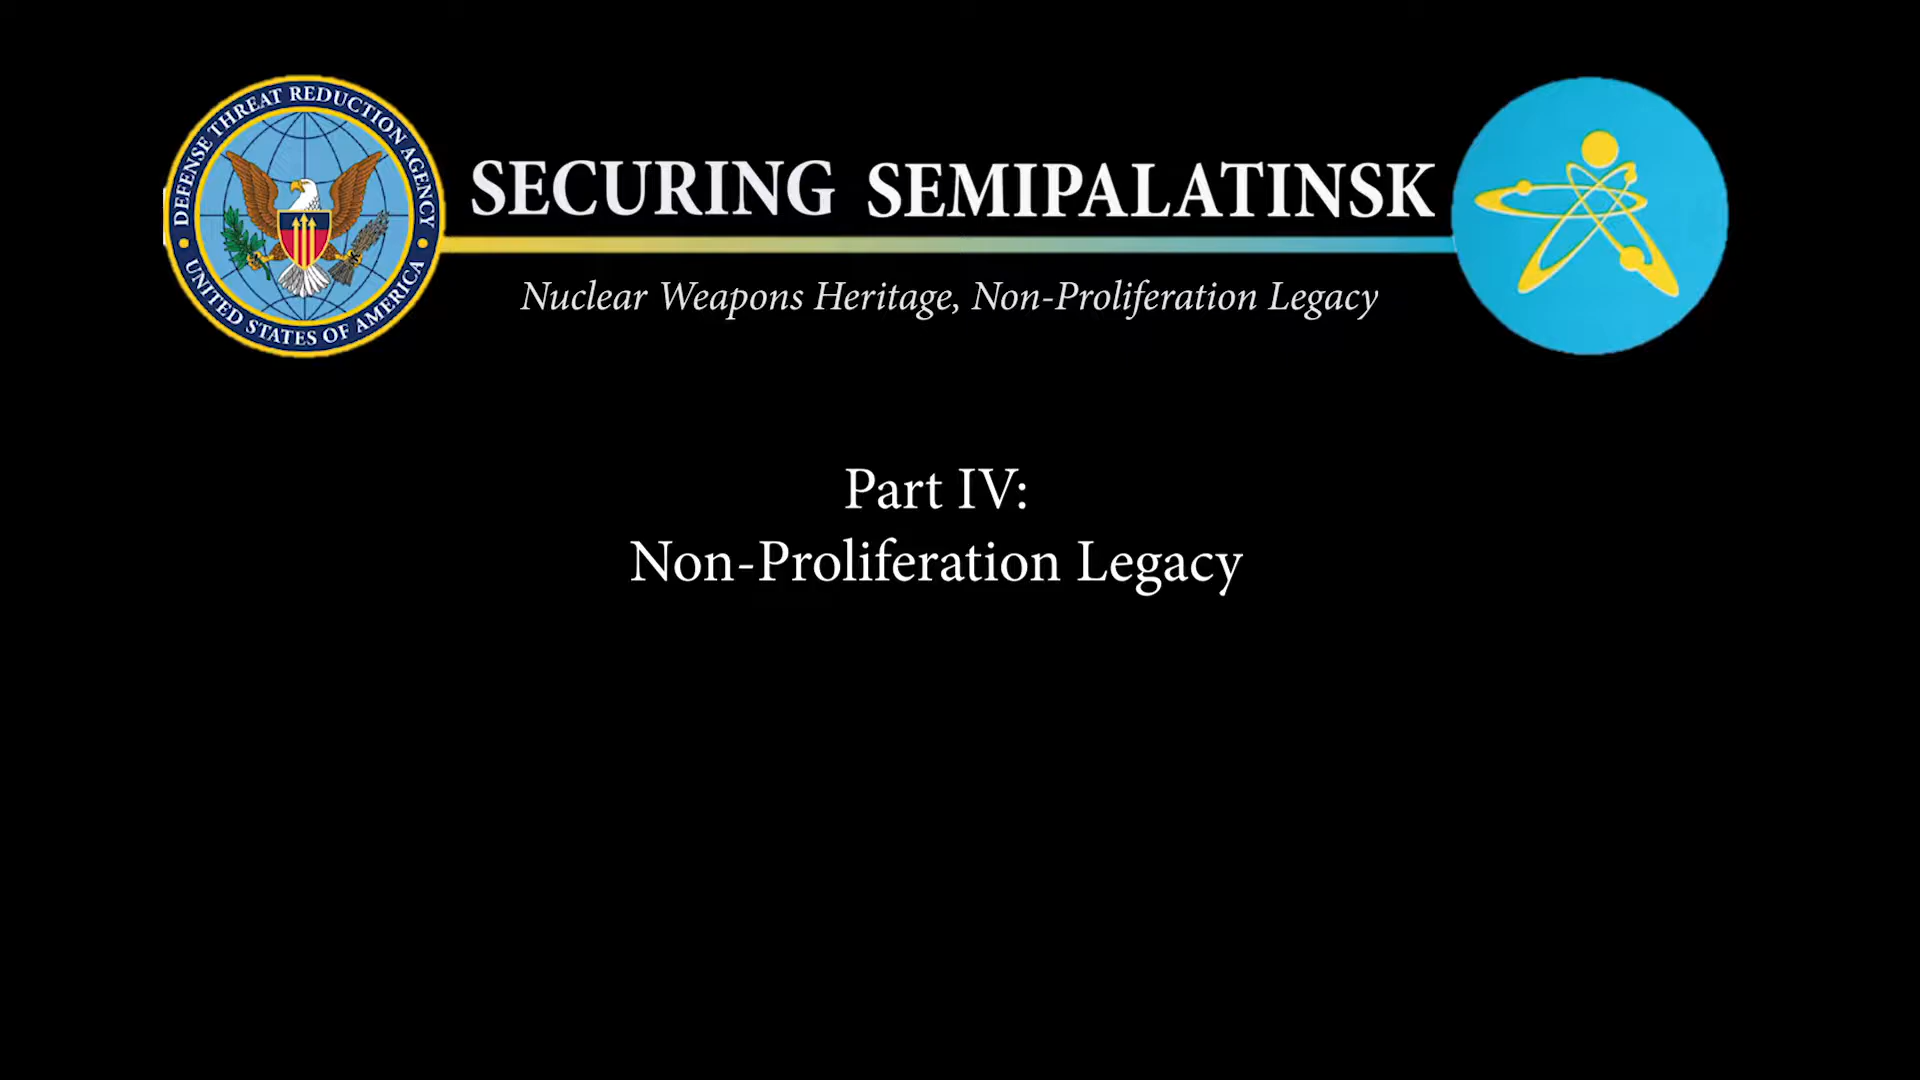 DEFENSE THREAT REDUCTION AGENCY
UNITED STATES OF AMERICA
SECURING SEMIPALATINSK
Nuclear Weapons Heritage, Non-Proliferation Legacy
Part IV:
Non-Proliferation Legacy